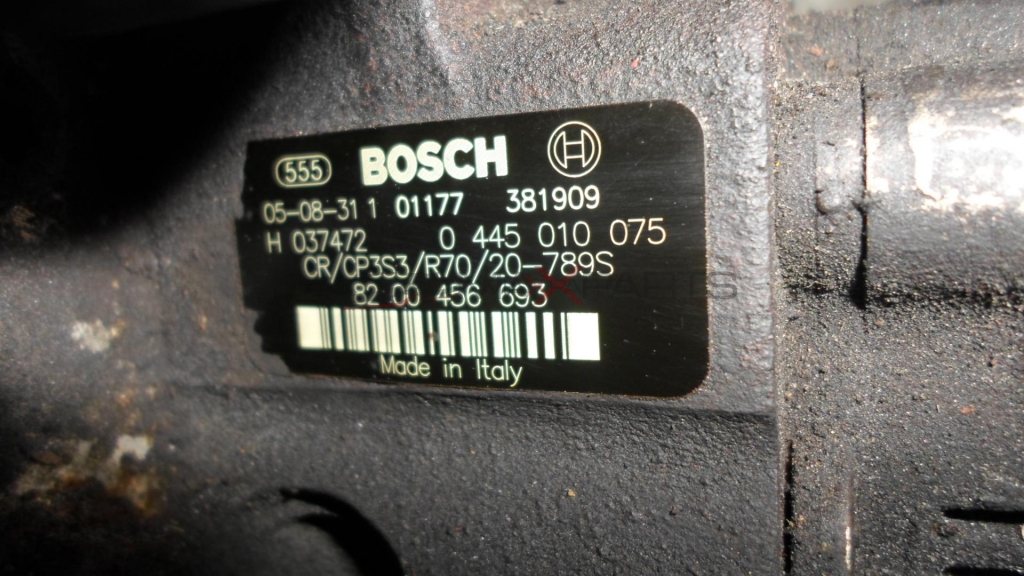 555 BOSCH
05-08-31 1 01177 381909
H 037472 0 445 010 075
CR/CP3S3/R70/20-789S
82 00 456 693
Made in Italy